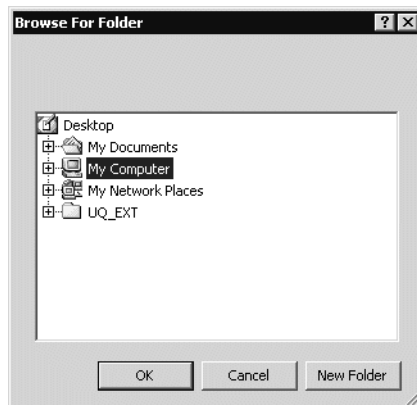 Browse For Folder
Desktop
My Documents
My Computer
My Network Places
UQ_EXT
OK Cancel New Folder